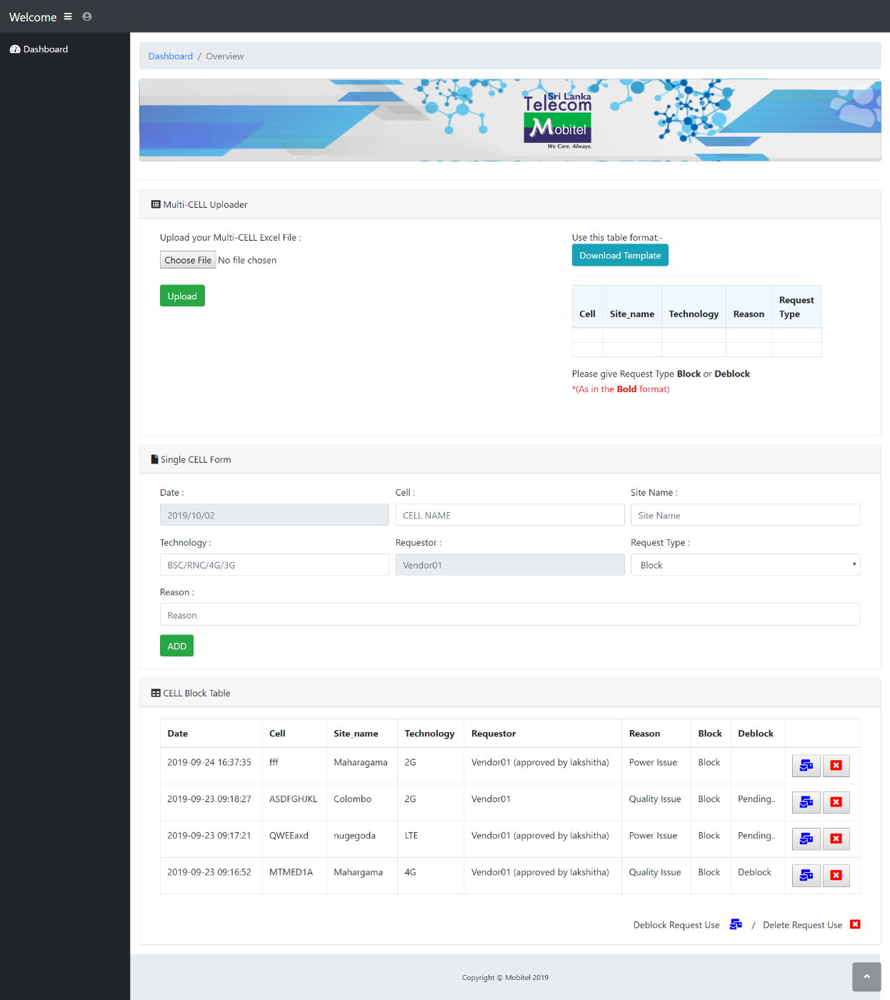 Welcome
Dashboard
Dashboard / Overview
Sri Lanka
Telecom
Mobitel
We Care. Always.
Multi-CELL Uploader
Upload your Multi-CELL Excel File :
Choose File No file chosen
Upload
Use this table format:-
Download Template
Cell Site_name Technology Reason Request Type
Please give Request Type Block or Deblock
*(As in the Bold format)
Single CELL Form
Date : Cell : Site Name :
2019/10/02 CELL NAME Site Name
Technology : Requestor : Request Type :
BSC/RNC/4G/3G Vendor01 Block
Reason :
Reason
ADD
CELL Block Table
Date Cell Site_name Technology Requestor Reason Block Deblock
2019-09-24 16:37:35 fff Maharagama 2G Vendor01 (approved by lakshitha) Power Issue Block
2019-09-23 09:18:27 ASDFGHJKL Colombo 2G Vendor01 Quality Issue Block Pending..
2019-09-23 09:17:21 QWEEaxd nugegoda LTE Vendor01 (approved by lakshitha) Power Issue Block Pending..
2019-09-23 09:16:52 MTMED1A Mahargama 4G Vendor01 (approved by lakshitha) Quality Issue Block Deblock
Deblock Request Use / Delete Request Use
Copyright © Mobitel 2019